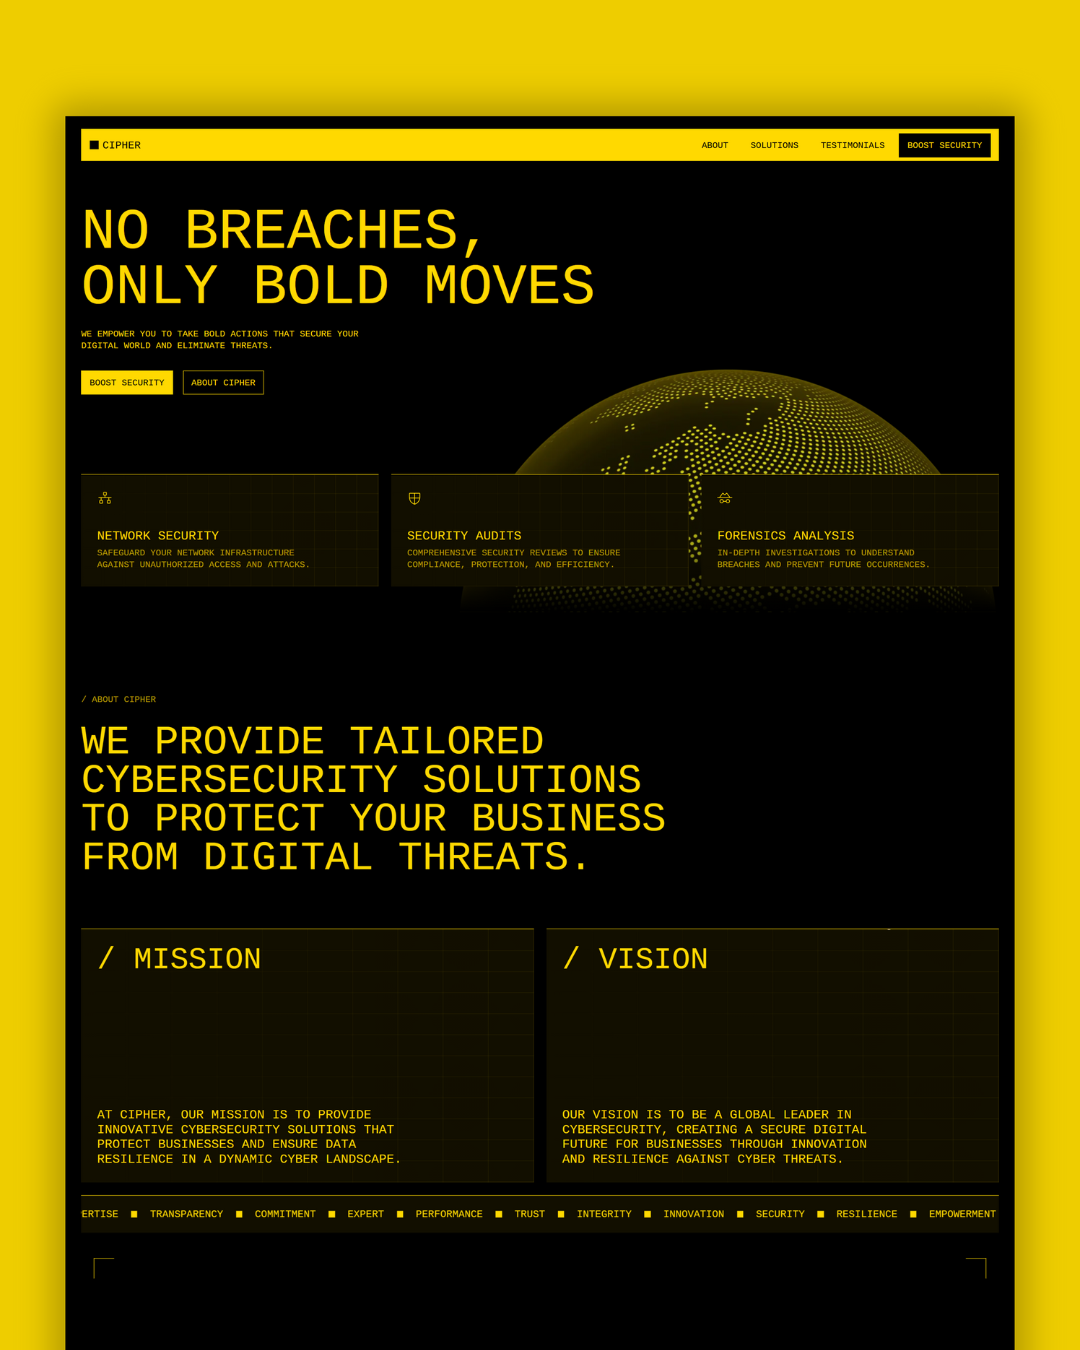 CIPHER
ABOUT
SOLUTIONS
TESTIMONIALS
BOOST SECURITY
NO BREACHES,
ONLY BOLD MOVES
WE EMPOWER YOU TO TAKE BOLD ACTIONS THAT SECURE YOUR
DIGITAL WORLD AND ELIMINATE THREATS.
BOOST SECURITY
ABOUT CIPHER
NETWORK SECURITY
SAFEGUARD YOUR NETWORK INFRASTRUCTURE
AGAINST UNAUTHORIZED ACCESS AND ATTACKS.
SECURITY AUDITS
COMPREHENSIVE SECURITY REVIEWS TO ENSURE
COMPLIANCE, PROTECTION, AND EFFICIENCY.
FORENSICS ANALYSIS
IN-DEPTH INVESTIGATIONS TO UNDERSTAND
BREACHES AND PREVENT FUTURE OCCURRENCES.
/ ABOUT CIPHER
WE PROVIDE TAILORED
CYBERSECURITY SOLUTIONS
TO PROTECT YOUR BUSINESS
FROM DIGITAL THREATS.
/ MISSION
AT CIPHER, OUR MISSION IS TO PROVIDE
INNOVATIVE CYBERSECURITY SOLUTIONS THAT
PROTECT BUSINESSES AND ENSURE DATA
RESILIENCE IN A DYNAMIC CYBER LANDSCAPE.
/ VISION
OUR VISION IS TO BE A GLOBAL LEADER IN
CYBERSECURITY, CREATING A SECURE DIGITAL
FUTURE FOR BUSINESSES THROUGH INNOVATION
AND RESILIENCE AGAINST CYBER THREATS.
ERTISE ■ TRANSPARENCY ■ COMMITMENT ■ EXPERT ■ PERFORMANCE ■ TRUST ■ INTEGRITY ■ INNOVATION ■ SECURITY ■ RESILIENCE ■ EMPOWERMENT